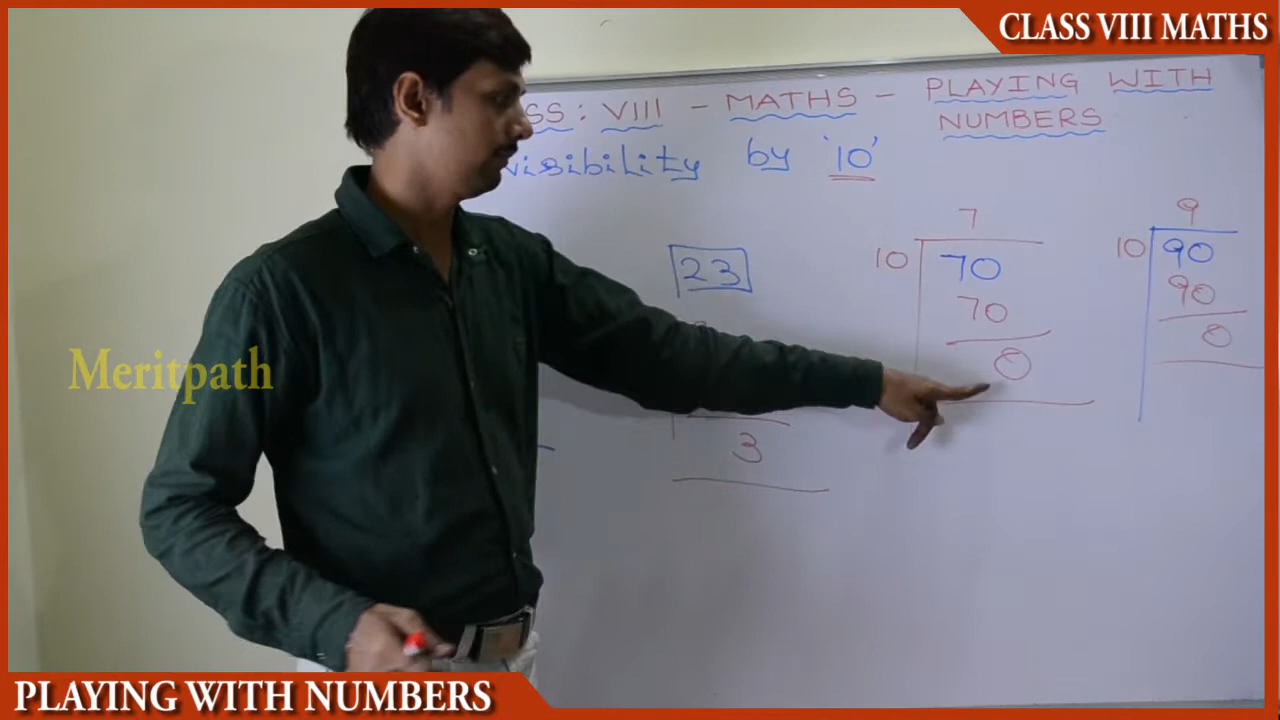 CLASS VIII MATHS
SS : VIII - MATHS - PLAYING WITH
NUMBERS
visibility by '10'
23
3
7
10 70
70
0
9
10 90
90
0
Meritpath
PLAYING WITH NUMBERS